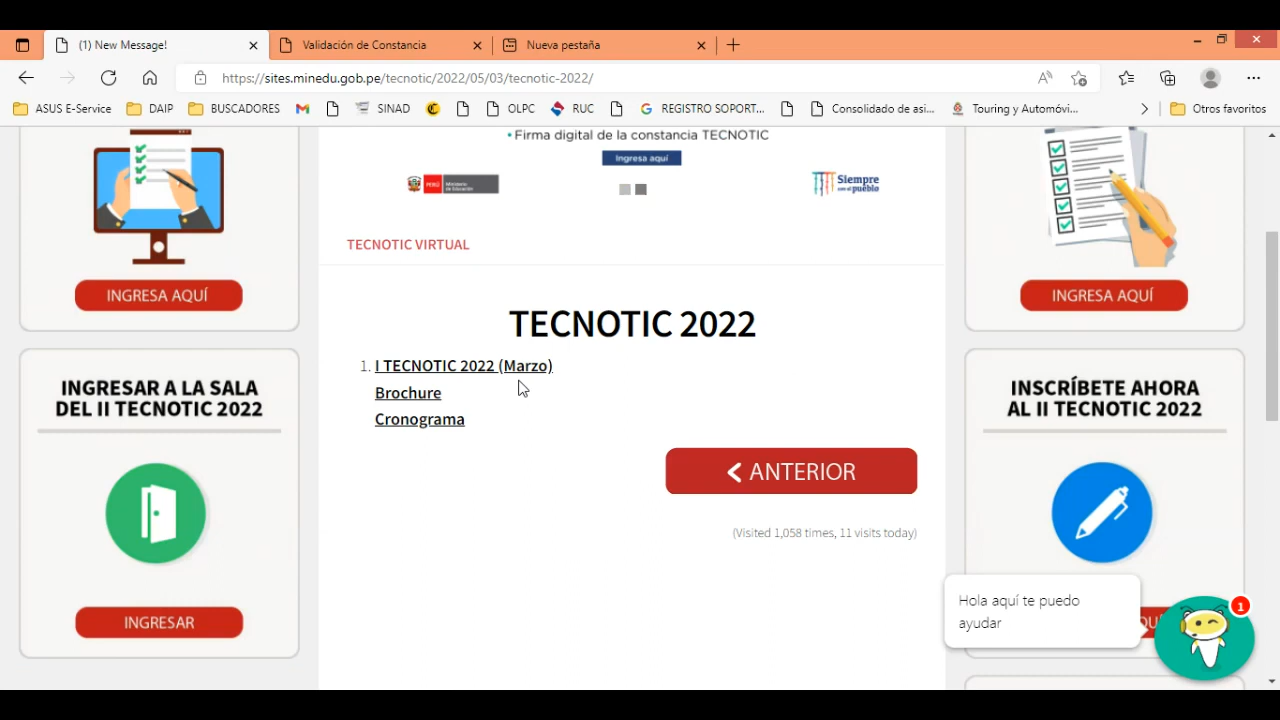 (1) New Message!
Validación de Constancia
Nueva pestaña
https://sites.minedu.gob.pe/tecnotic/2022/05/03/tecnotic-2022/
ASUS E-Service
DAIP
BUSCADORES
SINAD
OLPC
RUC
REGISTRO SOPORT...
Consolidado de asi...
Touring y Automóvi...
Otros favoritos
• Firma digital de la constancia TECNOTIC
Ingresa aquí
PERÚ
Ministerio de Educación
Siempre
con el pueblo
TECNOTIC VIRTUAL
INGRESA AQUÍ
INGRESA AQUÍ
TECNOTIC 2022
1. I TECNOTIC 2022 (Marzo)
Brochure
Cronograma
ANTERIOR
(Visited 1,058 times, 11 visits today)
INGRESAR A LA SALA
DEL II TECNOTIC 2022
INGRESAR
INSCRÍBETE AHORA
AL II TECNOTIC 2022
Hola aquí te puedo
ayudar
1